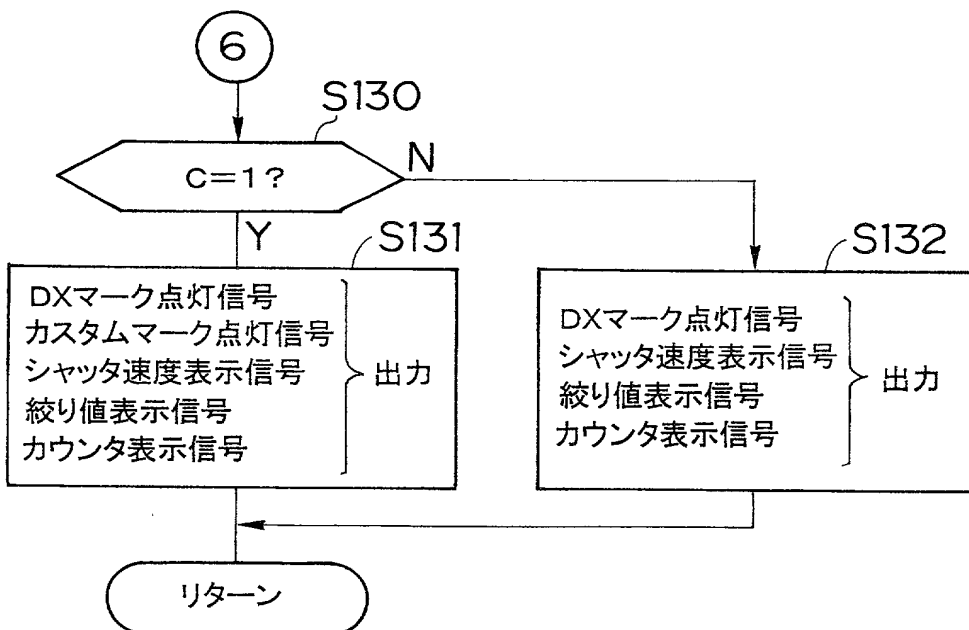 6
S130
C=1?
N
Y
S131
DXマーク点灯信号
カスタムマーク点灯信号
シャッタ速度表示信号
絞り値表示信号
カウンタ表示信号
出力
S132
DXマーク点灯信号
シャッタ速度表示信号
絞り値表示信号
カウンタ表示信号
出力
リターン